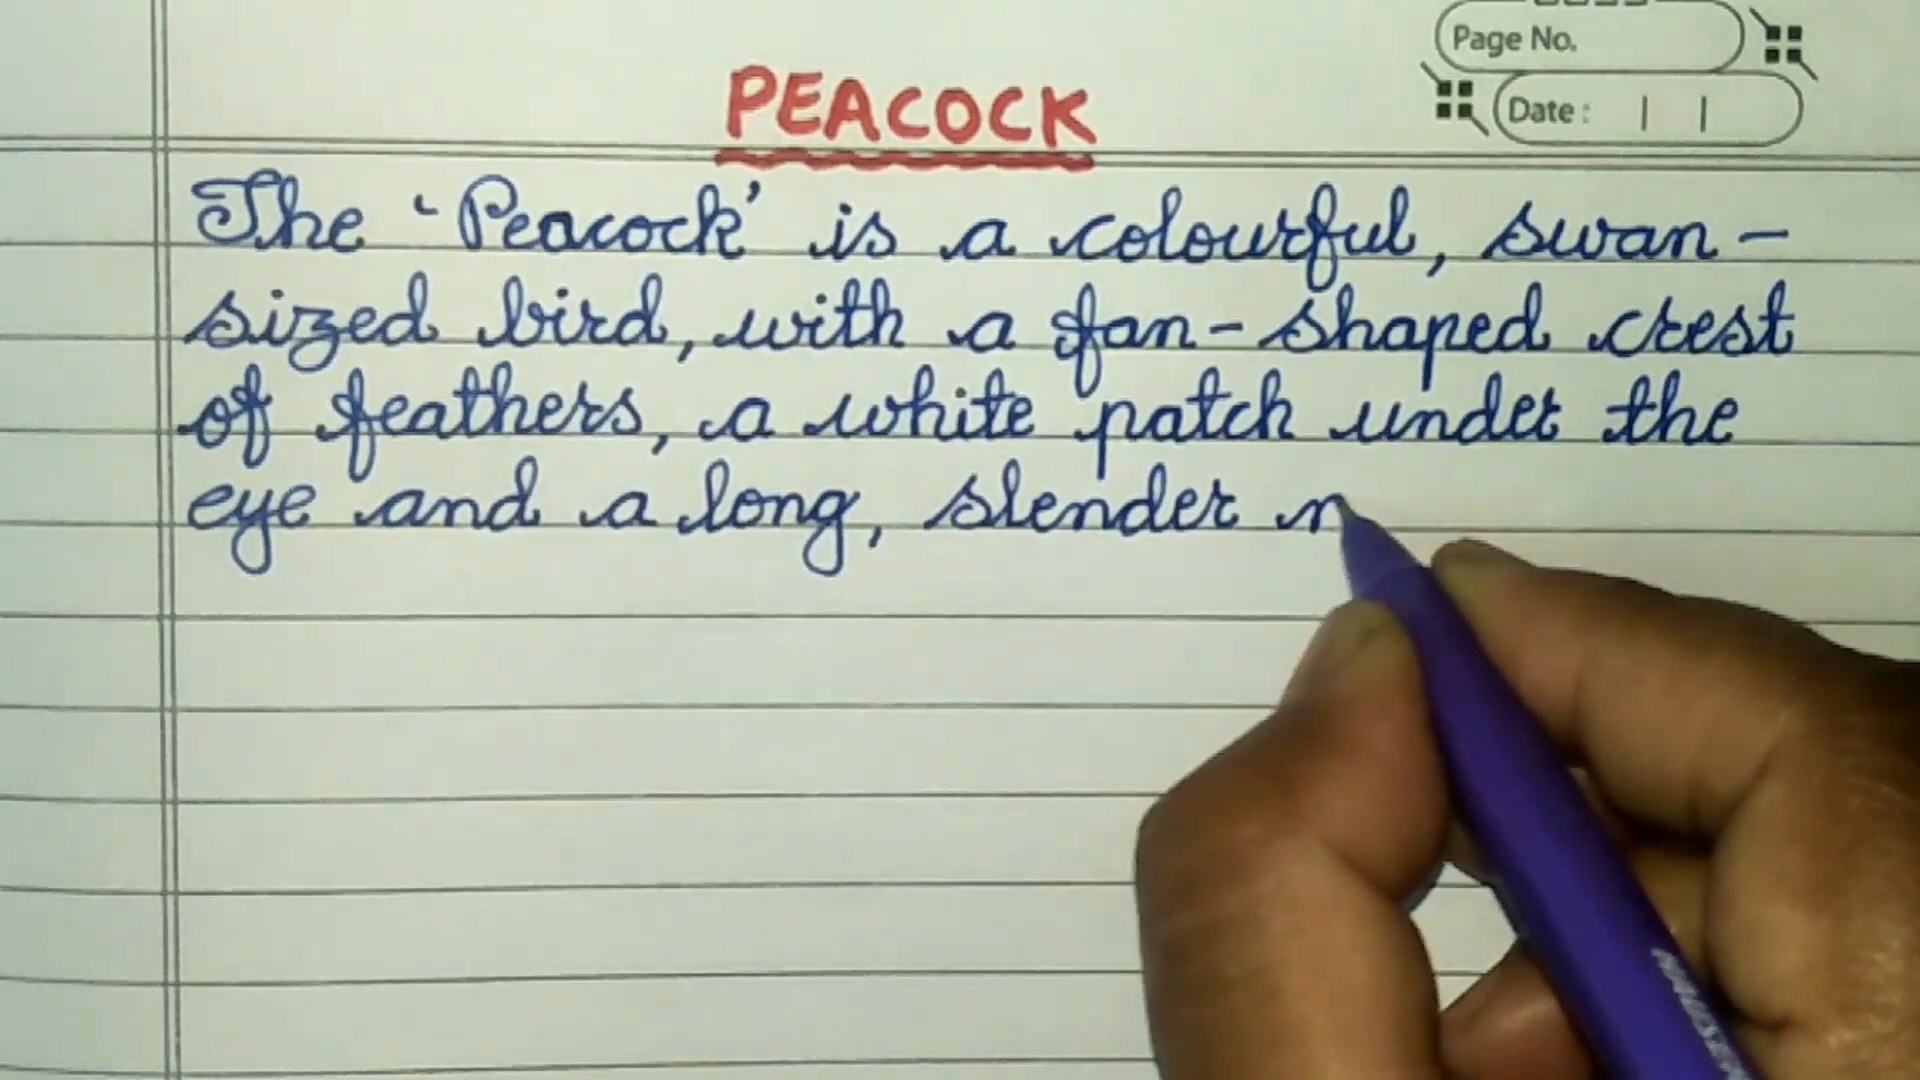 Page No.
Date :
PEACOCK
The 'Peacock' is a colourful, swan-
sized bird, with a fan-shaped crest
of feathers, a white patch under the
eye and a long, slender n